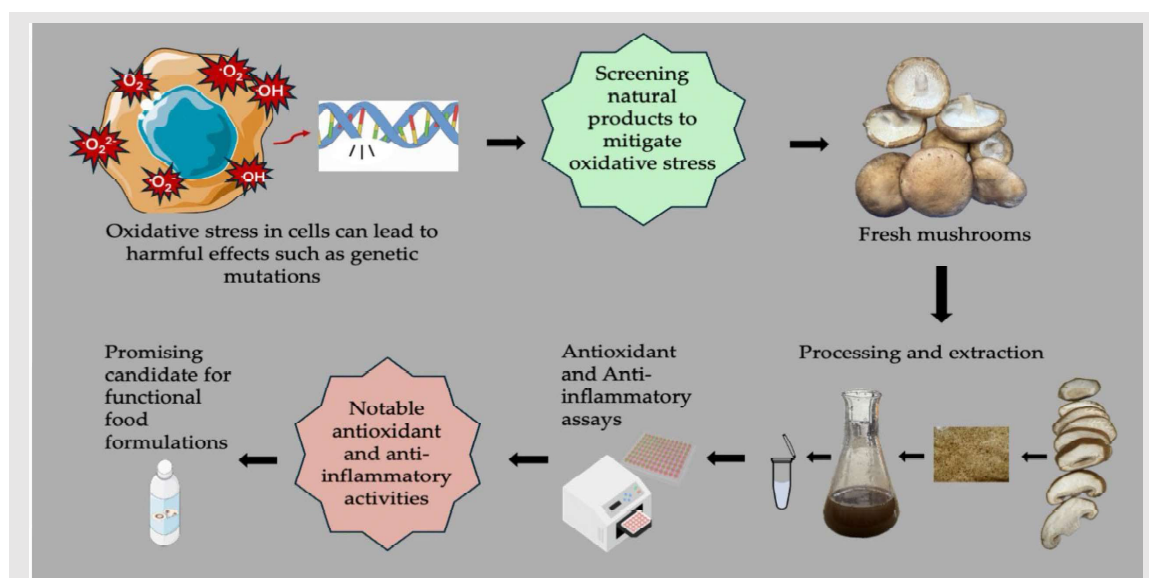 O₂
·O₂
·OH
·O₂²⁻
·O₂
·OH
Oxidative stress in cells can lead to
harmful effects such as genetic
mutations
Screening
natural
products to
mitigate
oxidative stress
Fresh mushrooms
Processing and extraction
Antioxidant
and Anti-
inflammatory
assays
Notable
antioxidant
and anti-
inflammatory
activities
Promising
candidate for
functional
food
formulations